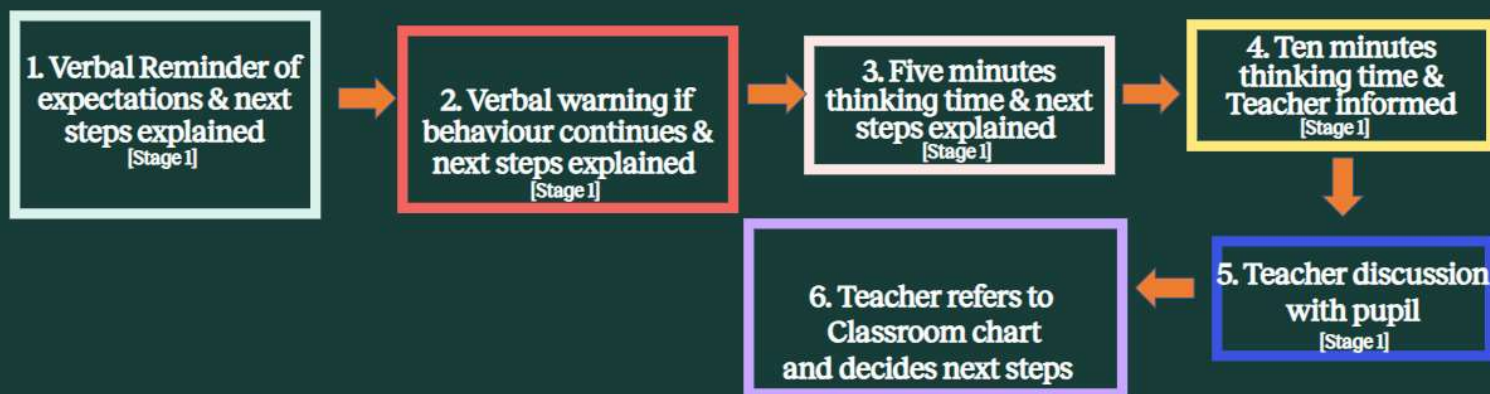 1. Verbal Reminder of
expectations & next
steps explained
[Stage 1]
2. Verbal warning if
behaviour continues &
next steps explained
[Stage 1]
3. Five minutes
thinking time & next
steps explained
[Stage 1]
4. Ten minutes
thinking time &
Teacher informed
[Stage 1]
5. Teacher discussion
with pupil
[Stage 1]
6. Teacher refers to
Classroom chart
and decides next steps